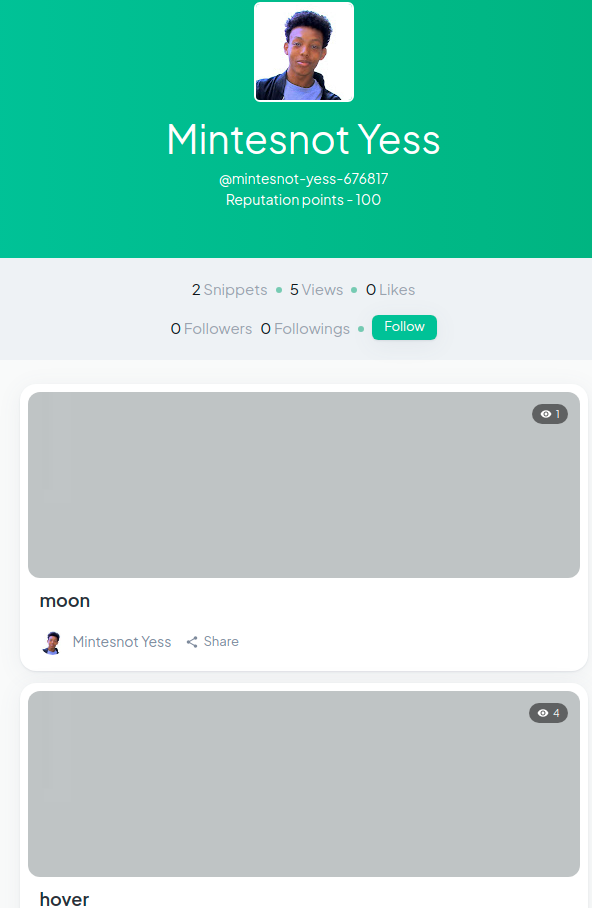 Mintesnot Yess
@mintesnot-yess-676817
Reputation points - 100
2 Snippets • 5 Views • 0 Likes
0 Followers 0 Followings • Follow
1
moon
Mintesnot Yess Share
4
hover